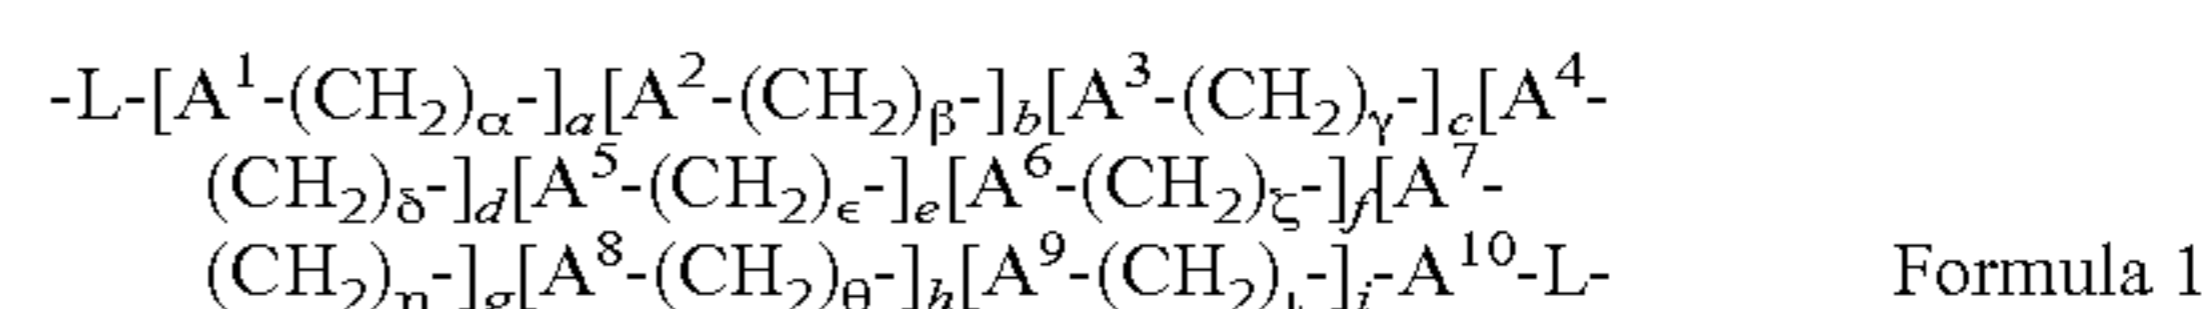 -L-[A¹-(CH₂)α-]a[A²-(CH₂)β-]b[A³-(CH₂)γ-]c[A⁴-
(CH₂)δ-]d[A⁵-(CH₂)ϵ-]e[A⁶-(CH₂)ζ-]f[A⁷-
(CH₂)η-]g[A⁸-(CH₂)θ-]h[A⁹-(CH₂)ι-]i-A¹⁰-L- Formula 1